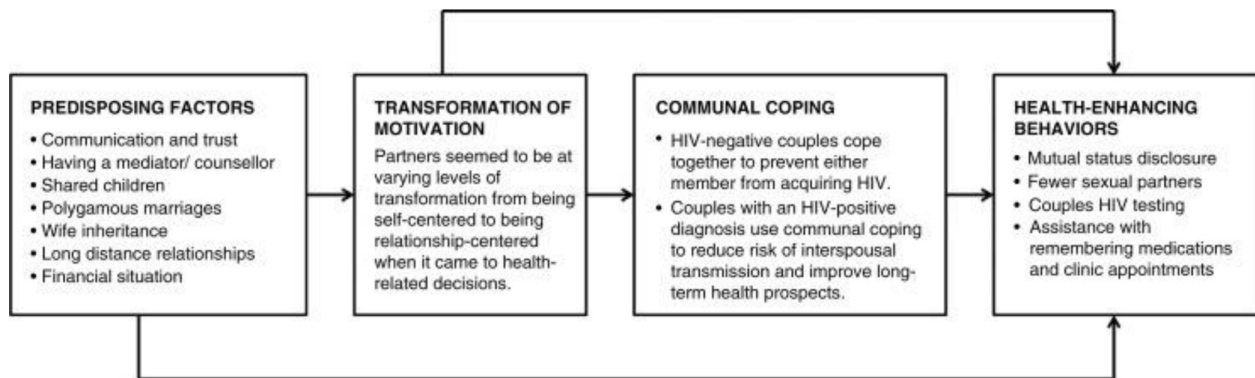 PREDISPOSING FACTORS
• Communication and trust
• Having a mediator/ counsellor
• Shared children
• Polygamous marriages
• Wife inheritance
• Long distance relationships
• Financial situation
TRANSFORMATION OF
MOTIVATION
Partners seemed to be at
varying levels of
transformation from being
self-centered to being
relationship-centered
when it came to health-
related decisions.
COMMUNAL COPING
• HIV-negative couples cope
together to prevent either
member from acquiring HIV.
• Couples with an HIV-positive
diagnosis use communal coping
to reduce risk of interspousal
transmission and improve long-
term health prospects.
HEALTH-ENHANCING
BEHAVIORS
• Mutual status disclosure
• Fewer sexual partners
• Couples HIV testing
• Assistance with
remembering medications
and clinic appointments